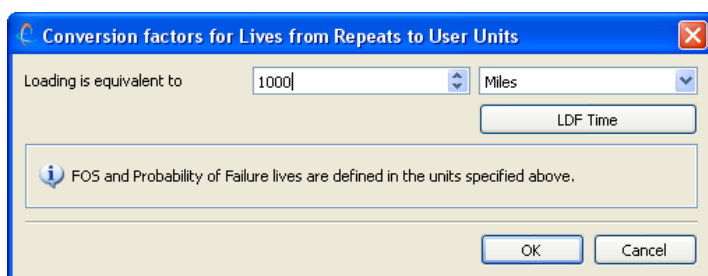 Conversion factors for Lives from Repeats to User Units
Loading is equivalent to 1000 Miles
LDF Time
FOS and Probability of Failure lives are defined in the units specified above.
OK Cancel